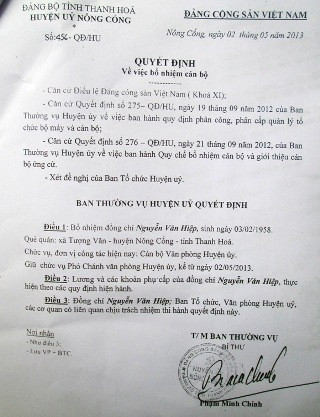 ĐẢNG BỘ TỈNH THANH HOÁ
HUYỆN UỶ NÔNG CỐNG
ĐẢNG CỘNG SẢN VIỆT NAM
Số:456- QĐ/HU
Nông Cống, ngày 02 tháng 05 năm 2013
QUYẾT ĐỊNH
Về việc bổ nhiệm cán bộ
- Căn cứ Điều lệ Đảng cộng sản Việt Nam ( Khoá XI);
- Căn cứ Quyết định số 275– QĐ/HU, ngày 19 tháng 09 năm 2012 của Ban
Thường vụ Huyện ủy về việc ban hành quy định phân công, phân cấp quản lý tổ
chức bộ máy và cán bộ;
- Căn cứ Quyết định số 276 – QĐ/HU, ngày 21 tháng 09 năm 2012 của Ban
Thường vụ Huyện ủy về việc ban hành Quy chế bổ nhiệm cán bộ và giới thiệu cán
bộ ứng cử.
- Xét đề nghị của Ban Tổ chức Huyện uỷ.
BAN THƯỜNG VỤ HUYỆN UỶ QUYẾT ĐỊNH
Điều 1: Bổ nhiệm đồng chí Nguyễn Văn Hiệp, sinh ngày 03/02/1958.
Quê quán: xã Tượng Văn - huyện Nông Cống, tỉnh Thanh Hoá.
Chức vụ, đơn vị công tác hiện nay: Cán bộ Văn phòng Huyện ủy.
Giữ chức vụ Phó Chánh văn phòng Huyện ủy, kể từ ngày 02/05/2013.
Điều 2: Lương và các khoản phụ cấp của đồng chí Nguyễn Văn Hiệp, thực
hiện theo các quy định hiện hành.
Điều 3: Đồng chí Nguyễn Văn Hiệp; Ban Tổ chức, Văn phòng Huyện uỷ,
các cơ quan có liên quan chịu trách nhiệm thi hành quyết định này.
Nơi nhận
- Như điều 3;
- Lưu VP – BTC.
T/M BAN THƯỜNG VỤ
BÍ THƯ
Phạm Minh Chính